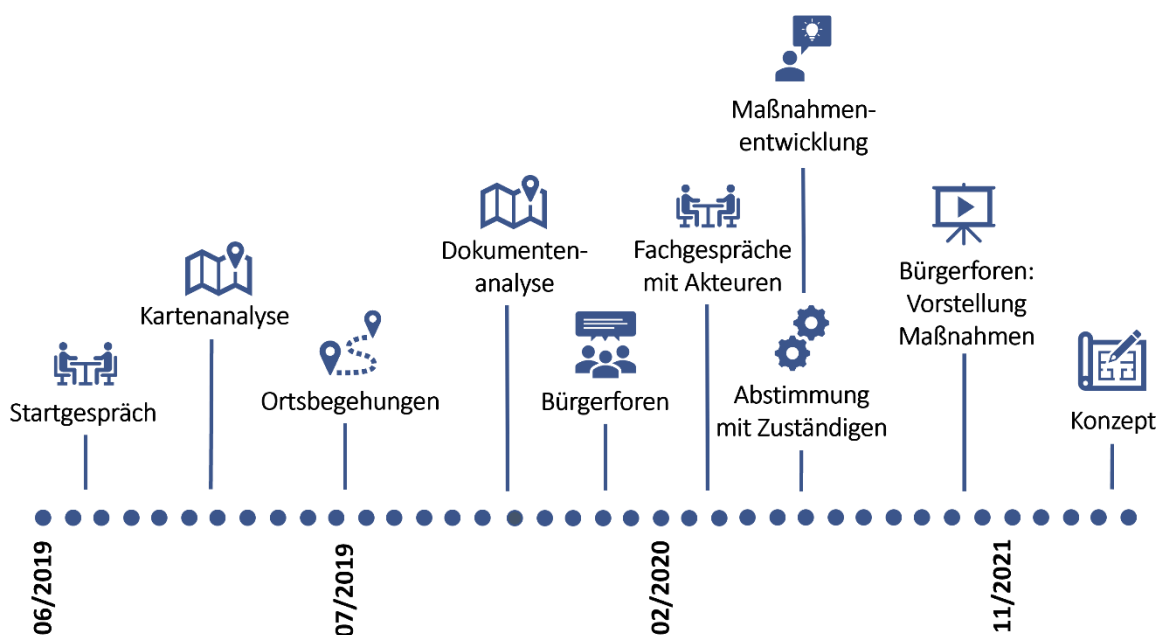 Maßnahmen-
entwicklung
Dokumenten-
analyse
Fachgespräche
mit Akteuren
Bürgerforen:
Vorstellung
Maßnahmen
Kartenanalyse
Startgespräch
Ortsbegehungen
Bürgerforen
Abstimmung
mit Zuständigen
Konzept
06/2019
07/2019
02/2020
11/2021